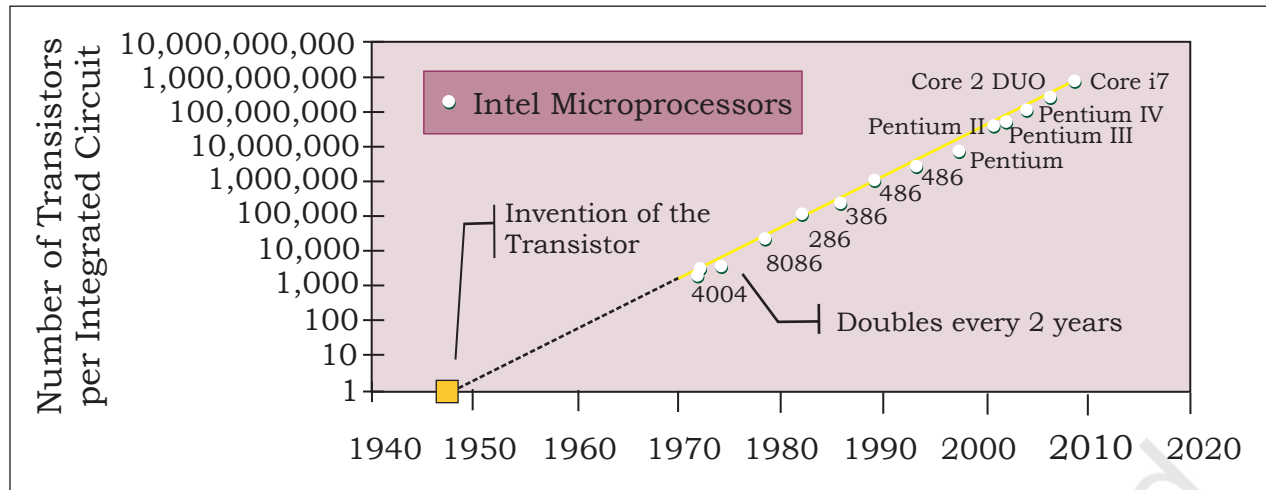 Number of Transistors
per Integrated Circuit
10,000,000,000
1,000,000,000
100,000,000
10,000,000
1,000,000
100,000
10,000
1,000
100
10
1
Intel Microprocessors
Core 2 DUO
Core i7
Pentium IV
Pentium II
Pentium III
Pentium
486
486
386
286
8086
4004
Invention of the
Transistor
Doubles every 2 years
1940 1950 1960 1970 1980 1990 2000 2010 2020